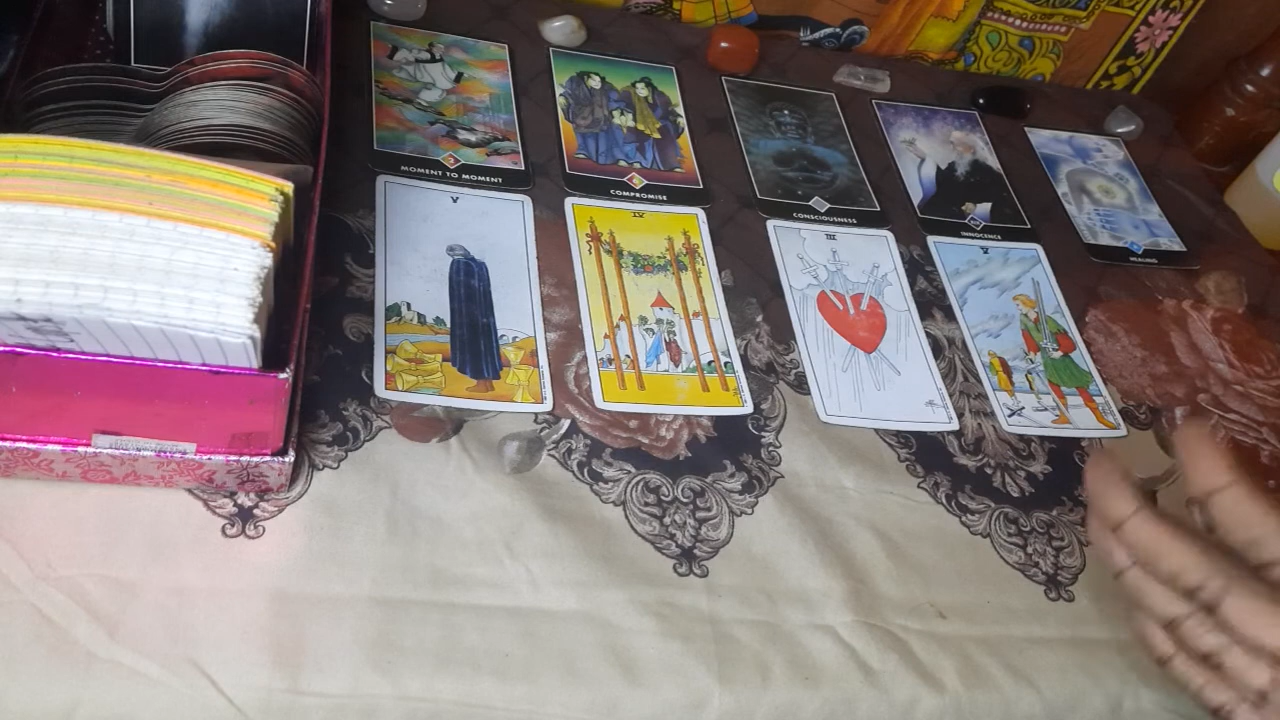 MOMENT TO MOMENT
COMPROMISE
CONSCIOUSNESS
INNOCENCE
HEALING
V
IV
III
V